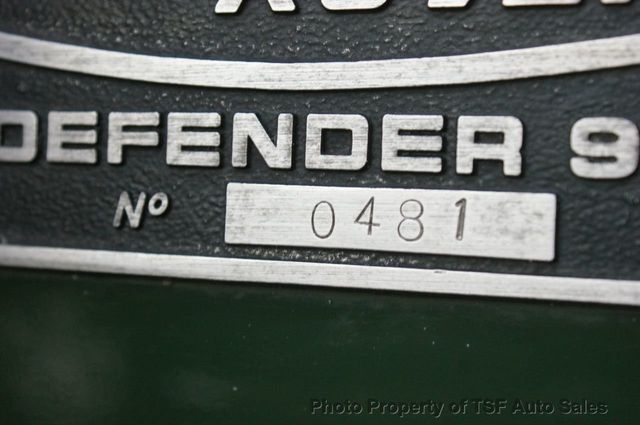 DEFENDER 9
Nº 0481
Photo Property of TSF Auto Sales